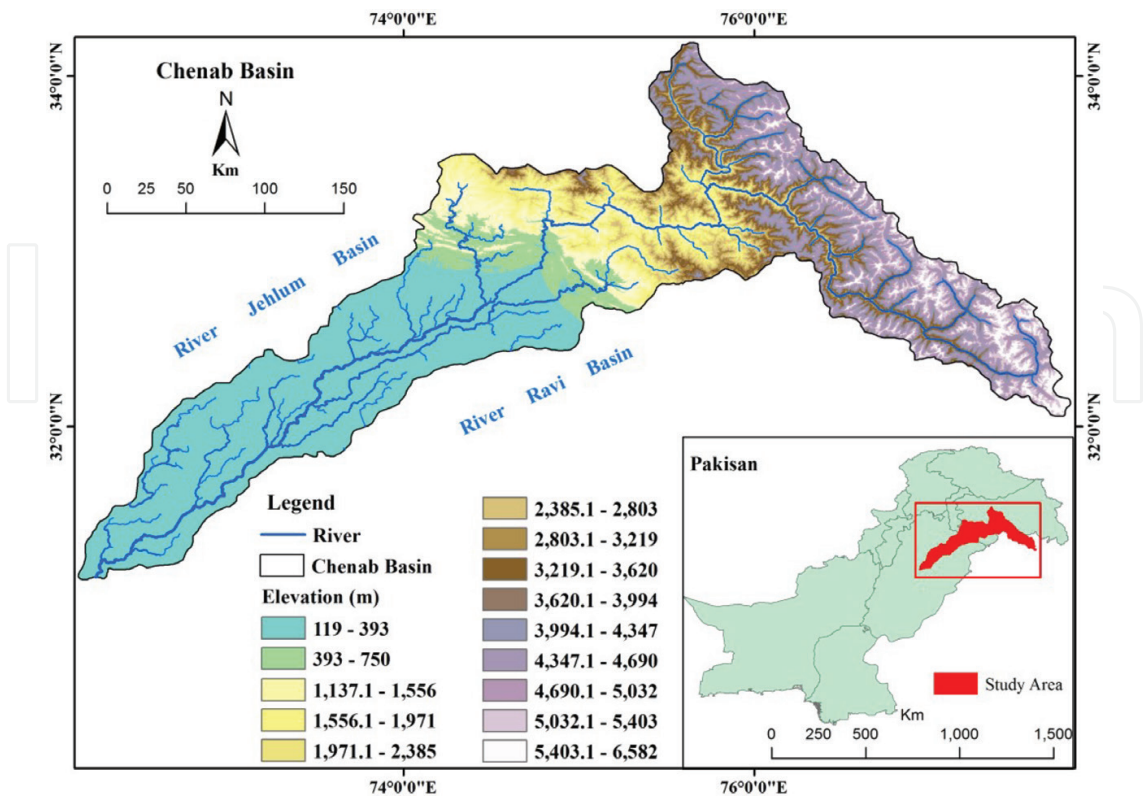 74°0'0"E 76°0'0"E
34°0'0"N 34°0'0"N
Chenab Basin
N
Km
0 25 50 100 150
River Jehlum Basin
River Ravi Basin
32°0'0"N 32°0'0"N
Legend
River
Chenab Basin
Elevation (m)
119 - 393
393 - 750
1,137.1 - 1,556
1,556.1 - 1,971
1,971.1 - 2,385
2,385.1 - 2,803
2,803.1 - 3,219
3,219.1 - 3,620
3,620.1 - 3,994
3,994.1 - 4,347
4,347.1 - 4,690
4,690.1 - 5,032
5,032.1 - 5,403
5,403.1 - 6,582
Pakisan
Study Area
Km
0 250 500 1,000 1,500
74°0'0"E 76°0'0"E